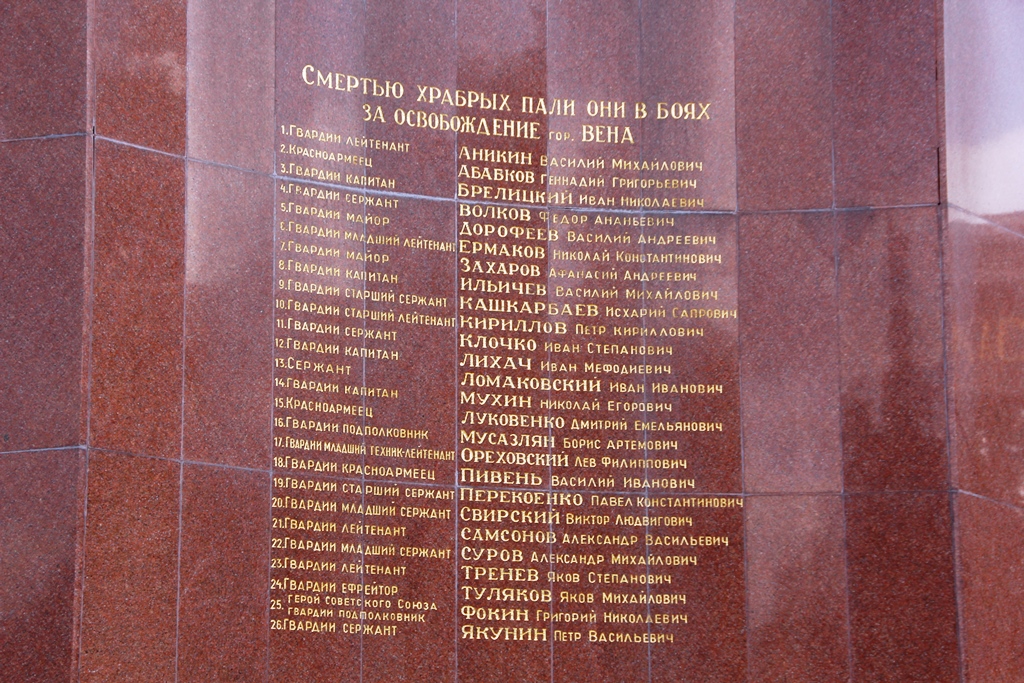 Смертью храбрых пали они в боях
за освобождение гор. Вена
1. Гвардии лейтенант АНИКИН Василий Михайлович
2. Красноармеец АБАБКОВ Геннадий Григорьевич
3. Гвардии капитан БРЕЛИЦКИЙ Иван Николаевич
4. Гвардии сержант ВОЛКОВ Федор Ананьевич
5. Гвардии майор ДОРОФЕЕВ Василий Андреевич
6. Гвардии младший лейтенант ЕРМАКОВ Николай Константинович
7. Гвардии майор ЗАХАРОВ Афанасий Андреевич
8. Гвардии капитан ИЛЬИЧЕВ Василий Михайлович
9. Гвардии старший сержант КАШКАРБАЕВ Исхарий Сапрович
10. Гвардии старший лейтенант КИРИЛЛОВ Петр Кириллович
11. Гвардии сержант КЛОЧКО Иван Степанович
12. Гвардии капитан ЛИХАЧ Иван Мефодиевич
13. Сержант ЛОМАКОВСКИЙ Иван Иванович
14. Гвардии капитан МУХИН Николай Егорович
15. Красноармеец ЛУКОВЕНКО Дмитрий Емельянович
16. Гвардии подполковник МУСАЗЛЯН Борис Артемович
17. Гвардии младший техник-лейтенант ОРЕХОВСКИЙ Лев Филиппович
18. Гвардии красноармеец ПИВЕНЬ Василий Иванович
19. Гвардии старший сержант ПЕРЕКОЕНКО Павел Константинович
20. Гвардии младший сержант СВИРСКИЙ Виктор Людвигович
21. Гвардии лейтенант САМСОНОВ Александр Васильевич
22. Гвардии младший сержант СУРОВ Александр Михайлович
23. Гвардии лейтенант ТРЕНЕВ Яков Степанович
24. Гвардии ефрейтор ТУЛЯКОВ Яков Михайлович
25. Герой Советского Союза
гвардии подполковник ФОКИН Григорий Николаевич
26. Гвардии сержант ЯКУНИН Петр Васильевич